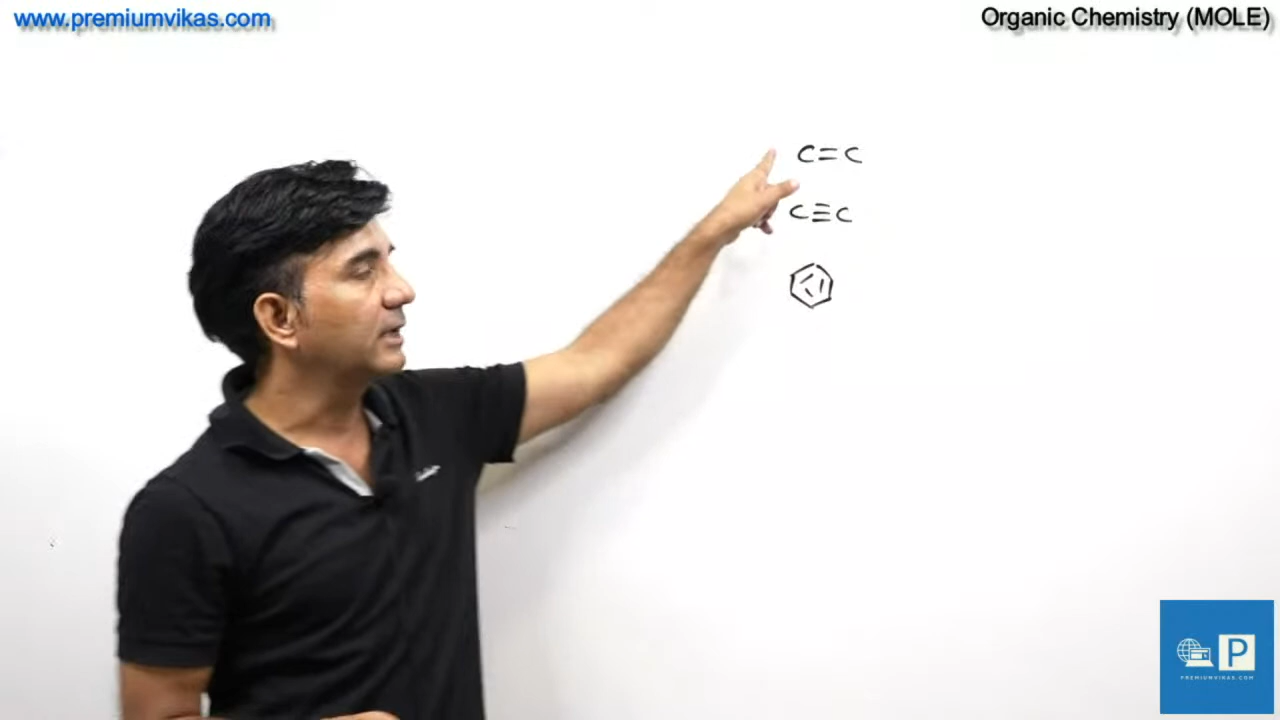 www.premiumvikas.com
Organic Chemistry (MOLE)
C=C
C≡C
P
PREMIUMVIKAS.COM